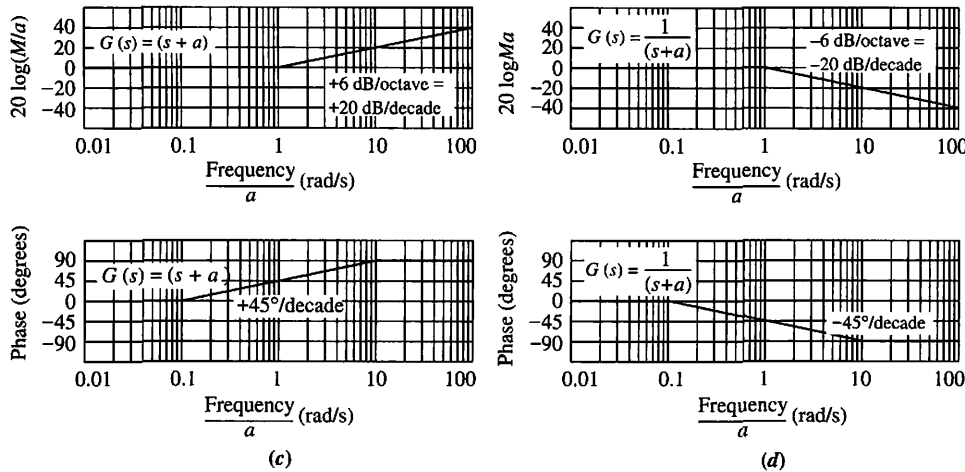 20 log(M/a)
40
20
0
−20
−40
G (s) = (s + a)
+6 dB/octave =
+20 dB/decade
0.01 0.1 1 10 100
Frequency
a
(rad/s)
20 logMa
40
20
0
−20
−40
G (s) = 1
(s+a)
−6 dB/octave =
−20 dB/decade
0.01 0.1 1 10 100
Frequency
a
(rad/s)
Phase (degrees)
90
45
0
−45
−90
G (s) = (s + a)
+45°/decade
0.01 0.1 1 10 100
Frequency
a
(rad/s)
(c)
Phase (degrees)
90
45
0
−45
−90
G (s) = 1
(s+a)
−45°/decade
0.01 0.1 1 10 100
Frequency
a
(rad/s)
(d)